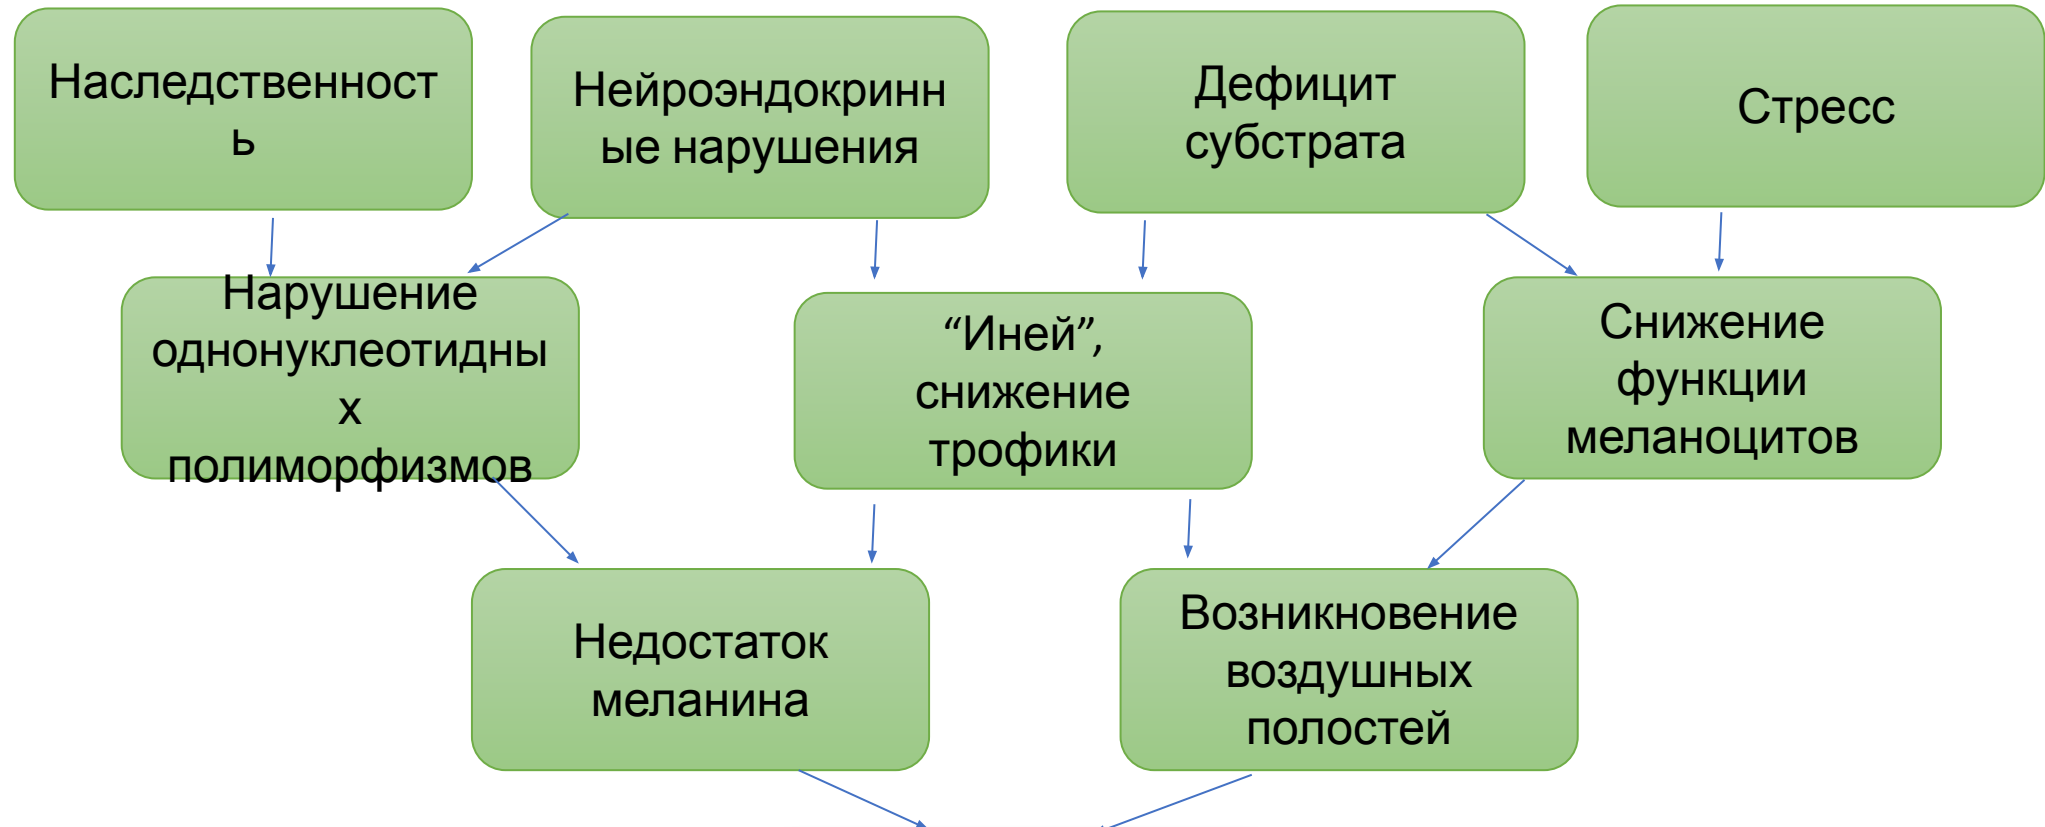 Наследственност
ь
Нейроэндокринн
ые нарушения
Дефицит
субстрата
Стресс
Нарушение
однонуклеотидны
х
полиморфизмов
“Иней”,
снижение
трофики
Снижение
функции
меланоцитов
Недостаток
меланина
Возникновение
воздушных
полостей